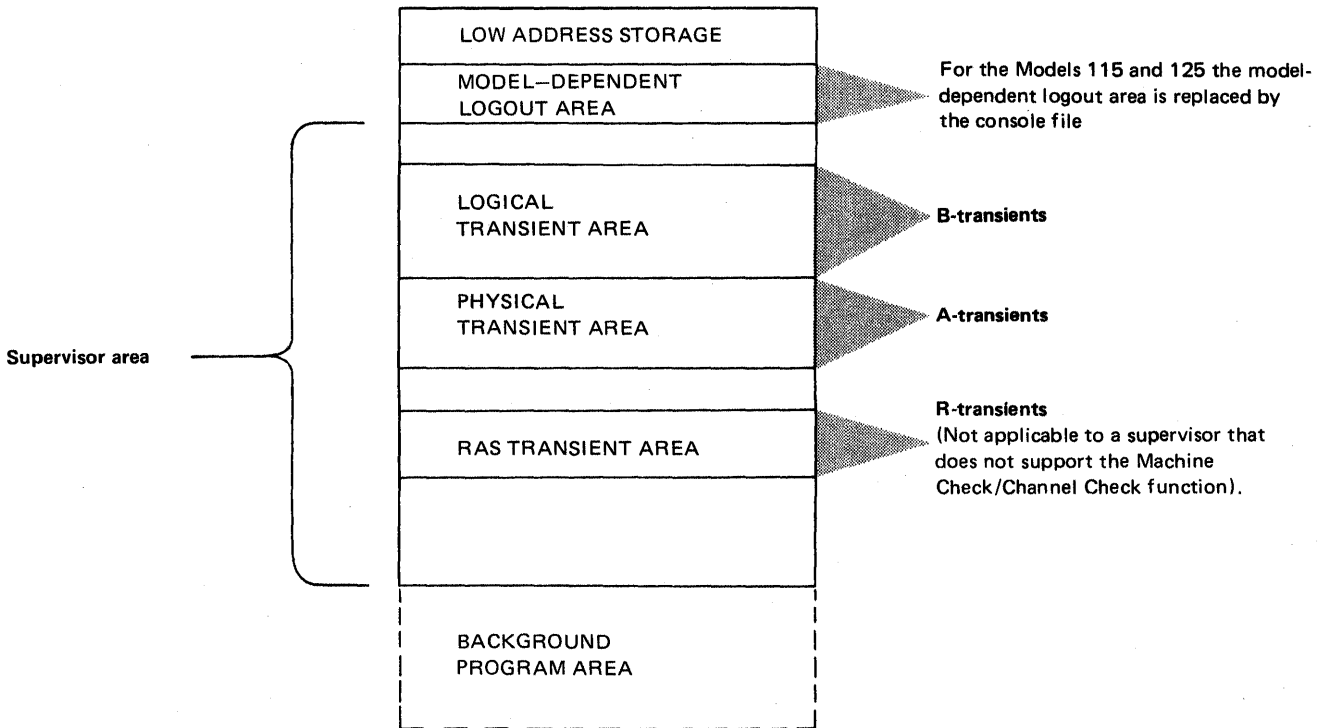 LOW ADDRESS STORAGE
MODEL—DEPENDENT
LOGOUT AREA
For the Models 115 and 125 the model-
dependent logout area is replaced by
the console file
LOGICAL
TRANSIENT AREA
B-transients
PHYSICAL
TRANSIENT AREA
A-transients
Supervisor area
RAS TRANSIENT AREA
R-transients
(Not applicable to a supervisor that
does not support the Machine
Check/Channel Check function).
BACKGROUND
PROGRAM AREA